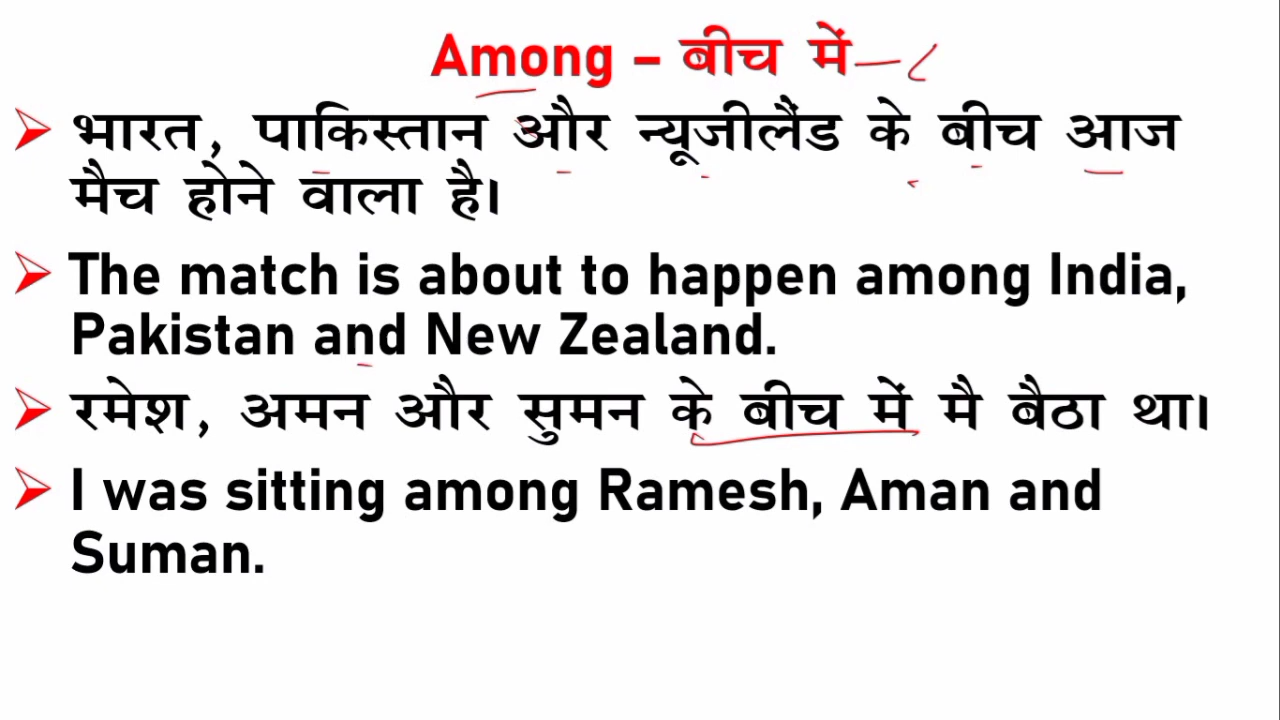 Among – बीच में
भारत, पाकिस्तान और न्यूजीलैंड के बीच आज
मैच होने वाला है।
The match is about to happen among India,
Pakistan and New Zealand.
रमेश, अमन और सुमन के बीच में मै बैठा था।
I was sitting among Ramesh, Aman and
Suman.